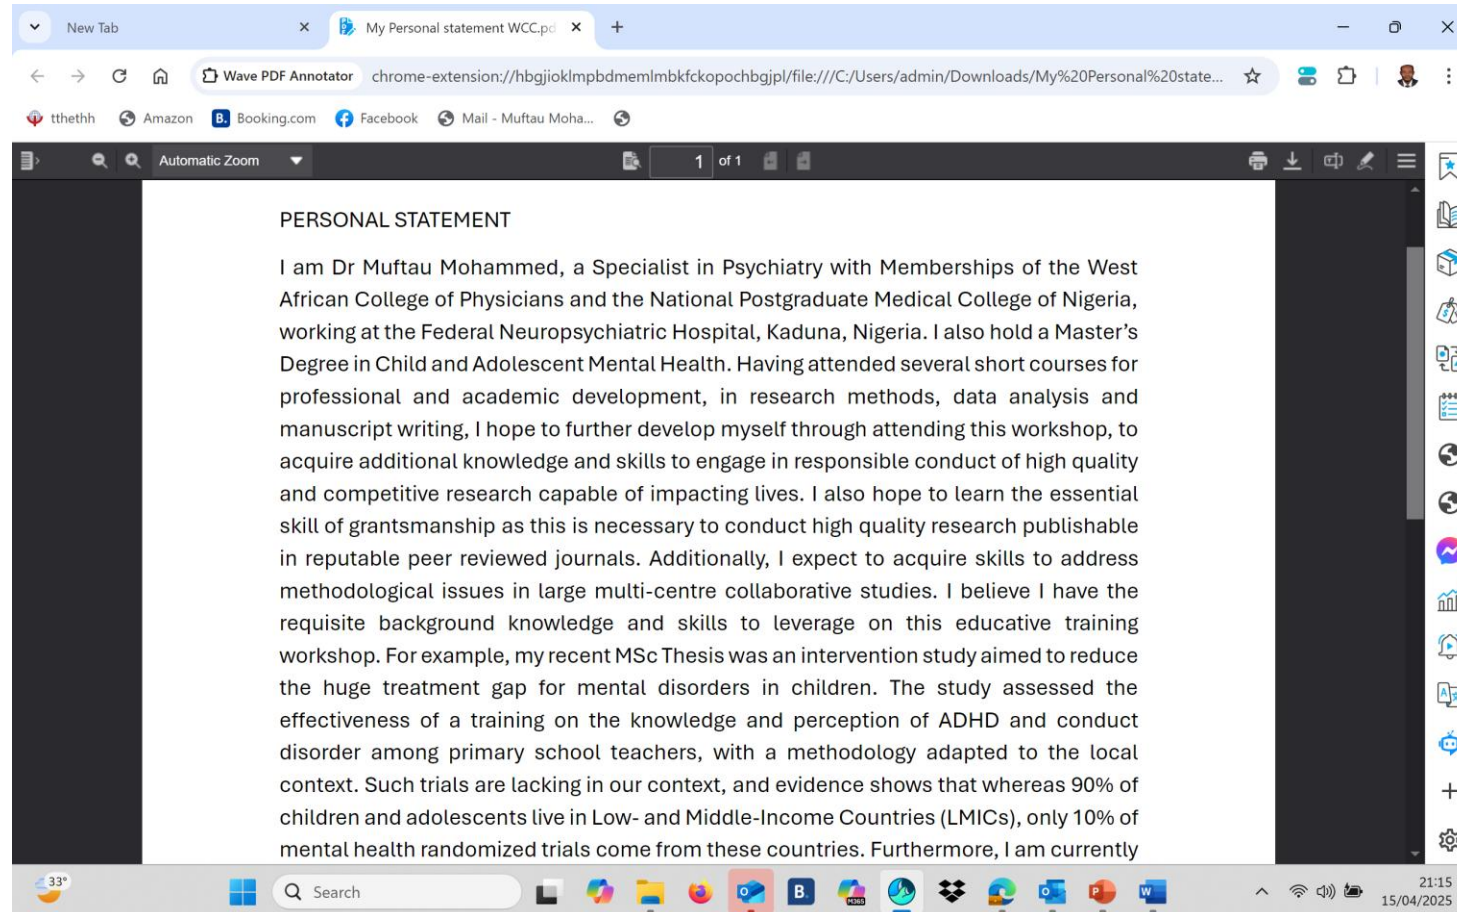 New Tab
My Personal statement WCC.pd
Wave PDF Annotator
chrome-extension://hbgjioklmpbdmemlmbkfckopochbgjpl/file:///C:/Users/admin/Downloads/My%20Personal%20state...
tthethh
Amazon
B. Booking.com
Facebook
Mail - Muftau Moha...
Automatic Zoom
1 of 1
PERSONAL STATEMENT
I am Dr Muftau Mohammed, a Specialist in Psychiatry with Memberships of the West
African College of Physicians and the National Postgraduate Medical College of Nigeria,
working at the Federal Neuropsychiatric Hospital, Kaduna, Nigeria. I also hold a Master’s
Degree in Child and Adolescent Mental Health. Having attended several short courses for
professional and academic development, in research methods, data analysis and
manuscript writing, I hope to further develop myself through attending this workshop, to
acquire additional knowledge and skills to engage in responsible conduct of high quality
and competitive research capable of impacting lives. I also hope to learn the essential
skill of grantsmanship as this is necessary to conduct high quality research publishable
in reputable peer reviewed journals. Additionally, I expect to acquire skills to address
methodological issues in large multi-centre collaborative studies. I believe I have the
requisite background knowledge and skills to leverage on this educative training
workshop. For example, my recent MSc Thesis was an intervention study aimed to reduce
the huge treatment gap for mental disorders in children. The study assessed the
effectiveness of a training on the knowledge and perception of ADHD and conduct
disorder among primary school teachers, with a methodology adapted to the local
context. Such trials are lacking in our context, and evidence shows that whereas 90% of
children and adolescents live in Low- and Middle-Income Countries (LMICs), only 10% of
mental health randomized trials come from these countries. Furthermore, I am currently
33°
Search
B.
M365
21:15
15/04/2025